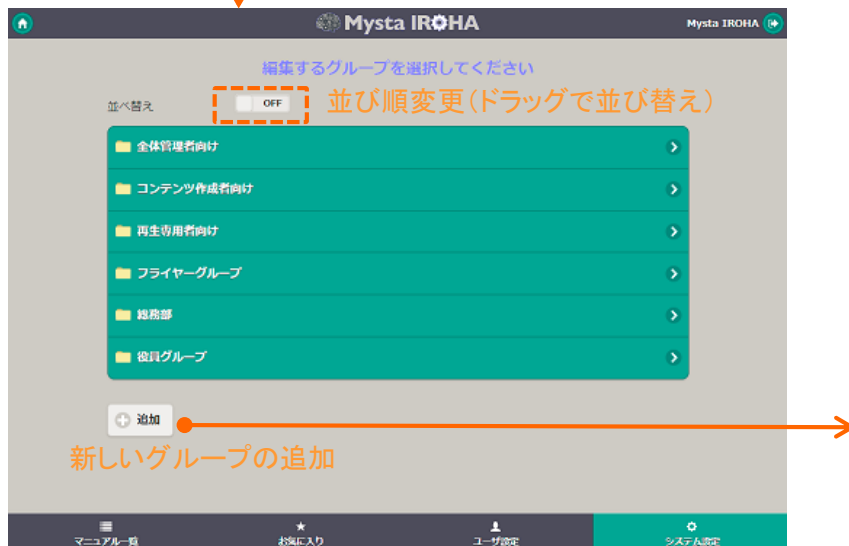 Mysta IROHA
Mysta IROHA
編集するグループを選択してください
並べ替え OFF 並び順変更(ドラッグで並び替え)
全体管理者向け
コンテンツ作成者向け
再生専用者向け
フライヤーグループ
総務部
役員グループ
追加
新しいグループの追加
マニュアル一覧 お気に入り ユーザ設定 システム設定